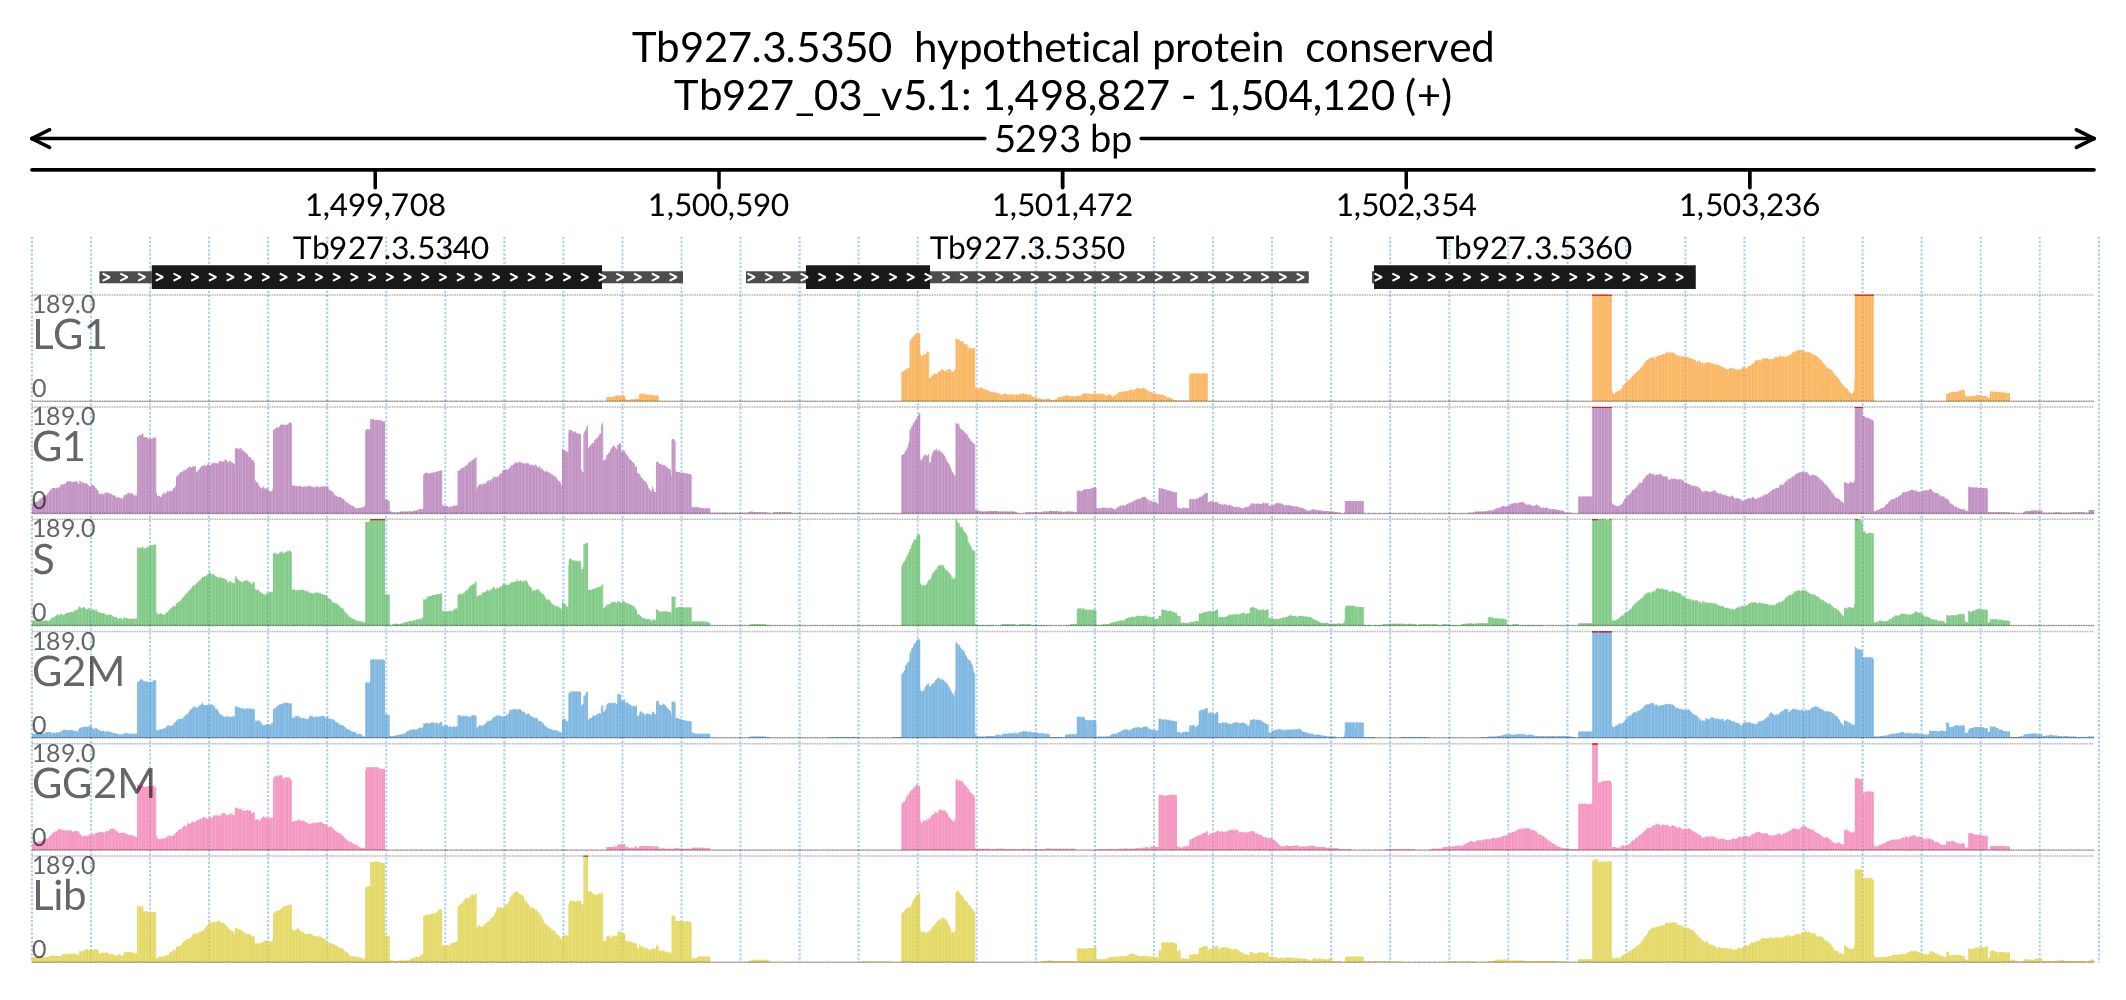 Tb927.3.5350 hypothetical protein conserved
Tb927_03_v5.1: 1,498,827 - 1,504,120 (+)
5293 bp
1,499,708 1,500,590 1,501,472 1,502,354 1,503,236
Tb927.3.5340 Tb927.3.5350 Tb927.3.5360
189.0
LG1
0
189.0
G1
0
189.0
S
0
189.0
G2M
0
189.0
GG2M
0
189.0
Lib
0